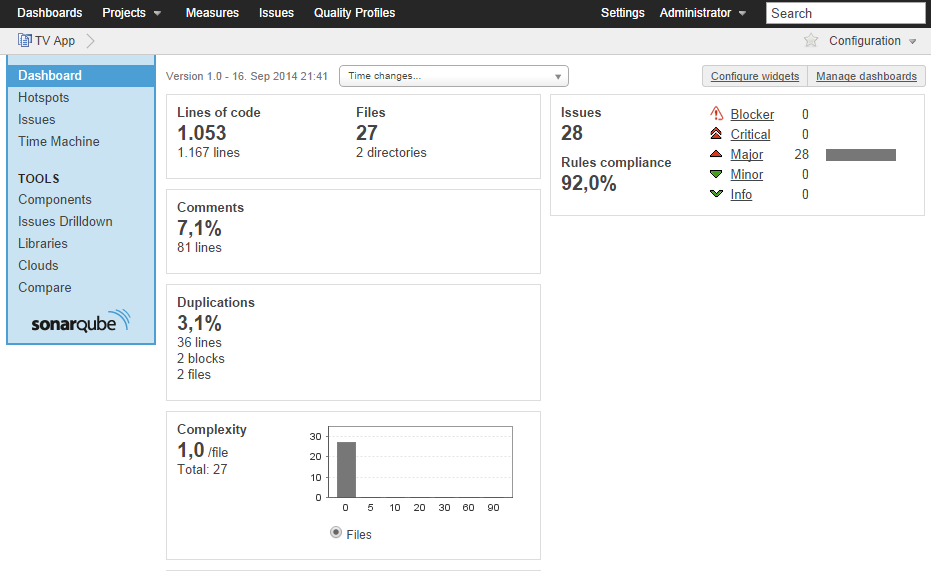 Dashboards Projects Measures Issues Quality Profiles Settings Administrator Search
TV App Configuration
Dashboard
Hotspots
Issues
Time Machine
TOOLS
Components
Issues Drilldown
Libraries
Clouds
Compare
sonarqube
Version 1.0 - 16. Sep 2014 21:41 Time changes... Configure widgets Manage dashboards
Lines of code
1.053
1.167 lines
Files
27
2 directories
Comments
7,1%
81 lines
Duplications
3,1%
36 lines
2 blocks
2 files
Complexity
1,0 /file
Total: 27
30
20
10
0
0 5 10 20 30 60 90
Files
Issues
28
Rules compliance
92,0%
Blocker 0
Critical 0
Major 28
Minor 0
Info 0